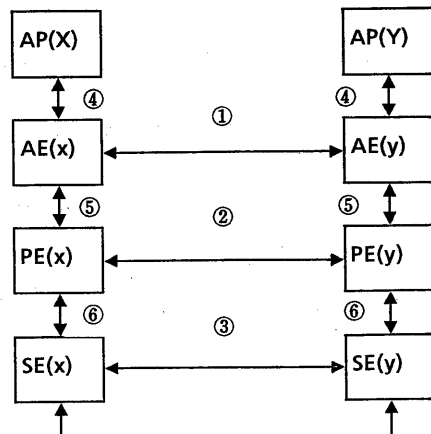 AP(X) AP(Y)
④ ④
①
AE(x) AE(y)
⑤ ② ⑤
PE(x) PE(y)
⑥ ③ ⑥
SE(x) SE(y)